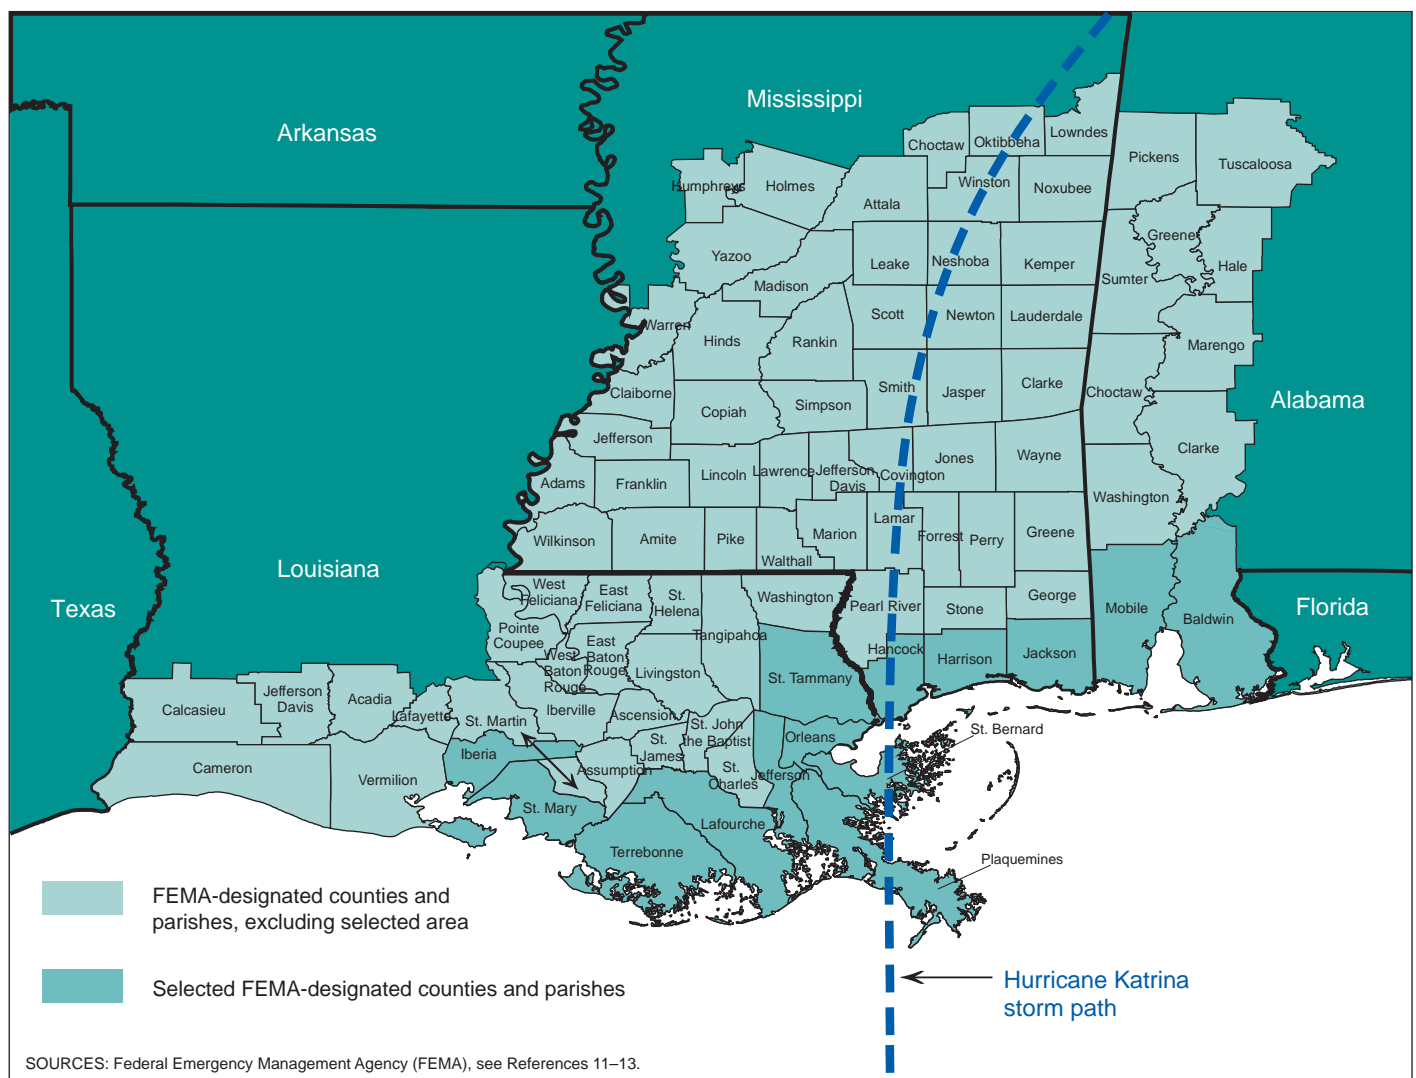 Arkansas
Mississippi
Louisiana
Texas
Alabama
Florida
Choctaw
Oktibbeha
Lowndes
Pickens
Tuscaloosa
Humphreys
Holmes
Attala
Winston
Noxubee
Greene
Hale
Yazoo
Leake
Neshoba
Kemper
Sumter
Madison
Warren
Hinds
Rankin
Scott
Newton
Lauderdale
Marengo
Claiborne
Copiah
Simpson
Smith
Jasper
Clarke
Choctaw
Jefferson
Adams
Franklin
Lincoln
Lawrence
Jefferson
Davis
Covington
Jones
Wayne
Clarke
Washington
Wilkinson
Amite
Pike
Walthall
Marion
Lamar
Forrest
Perry
Greene
West
Feliciana
East
Feliciana
St.
Helena
Washington
Pearl River
Stone
George
Mobile
Baldwin
Pointe
Coupee
East
Baton
Rouge
West
Baton
Rouge
Tangipahoa
Livingston
St. Tammany
Hancock
Harrison
Jackson
Calcasieu
Jefferson
Davis
Acadia
Lafayette
St. Martin
Iberville
Ascension
St. John
the Baptist
Orleans
St. Bernard
Cameron
Vermilion
Iberia
Assumption
St.
James
St.
Charles
Jefferson
St. Mary
Lafourche
Terrebonne
Plaquemines
FEMA-designated counties and
parishes, excluding selected area
Selected FEMA-designated counties and parishes
Hurricane Katrina
storm path
SOURCES: Federal Emergency Management Agency (FEMA), see References 11–13.